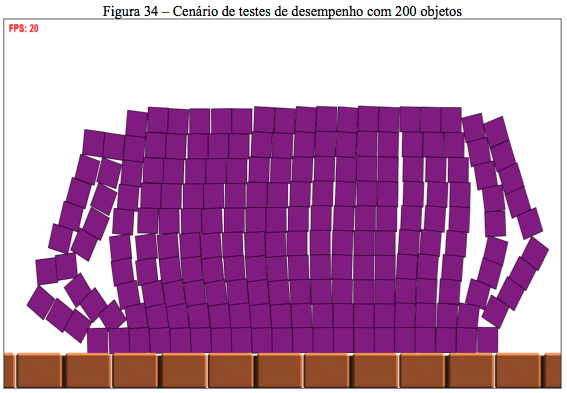 Figura 34 – Cenário de testes de desempenho com 200 objetos
FPS: 20